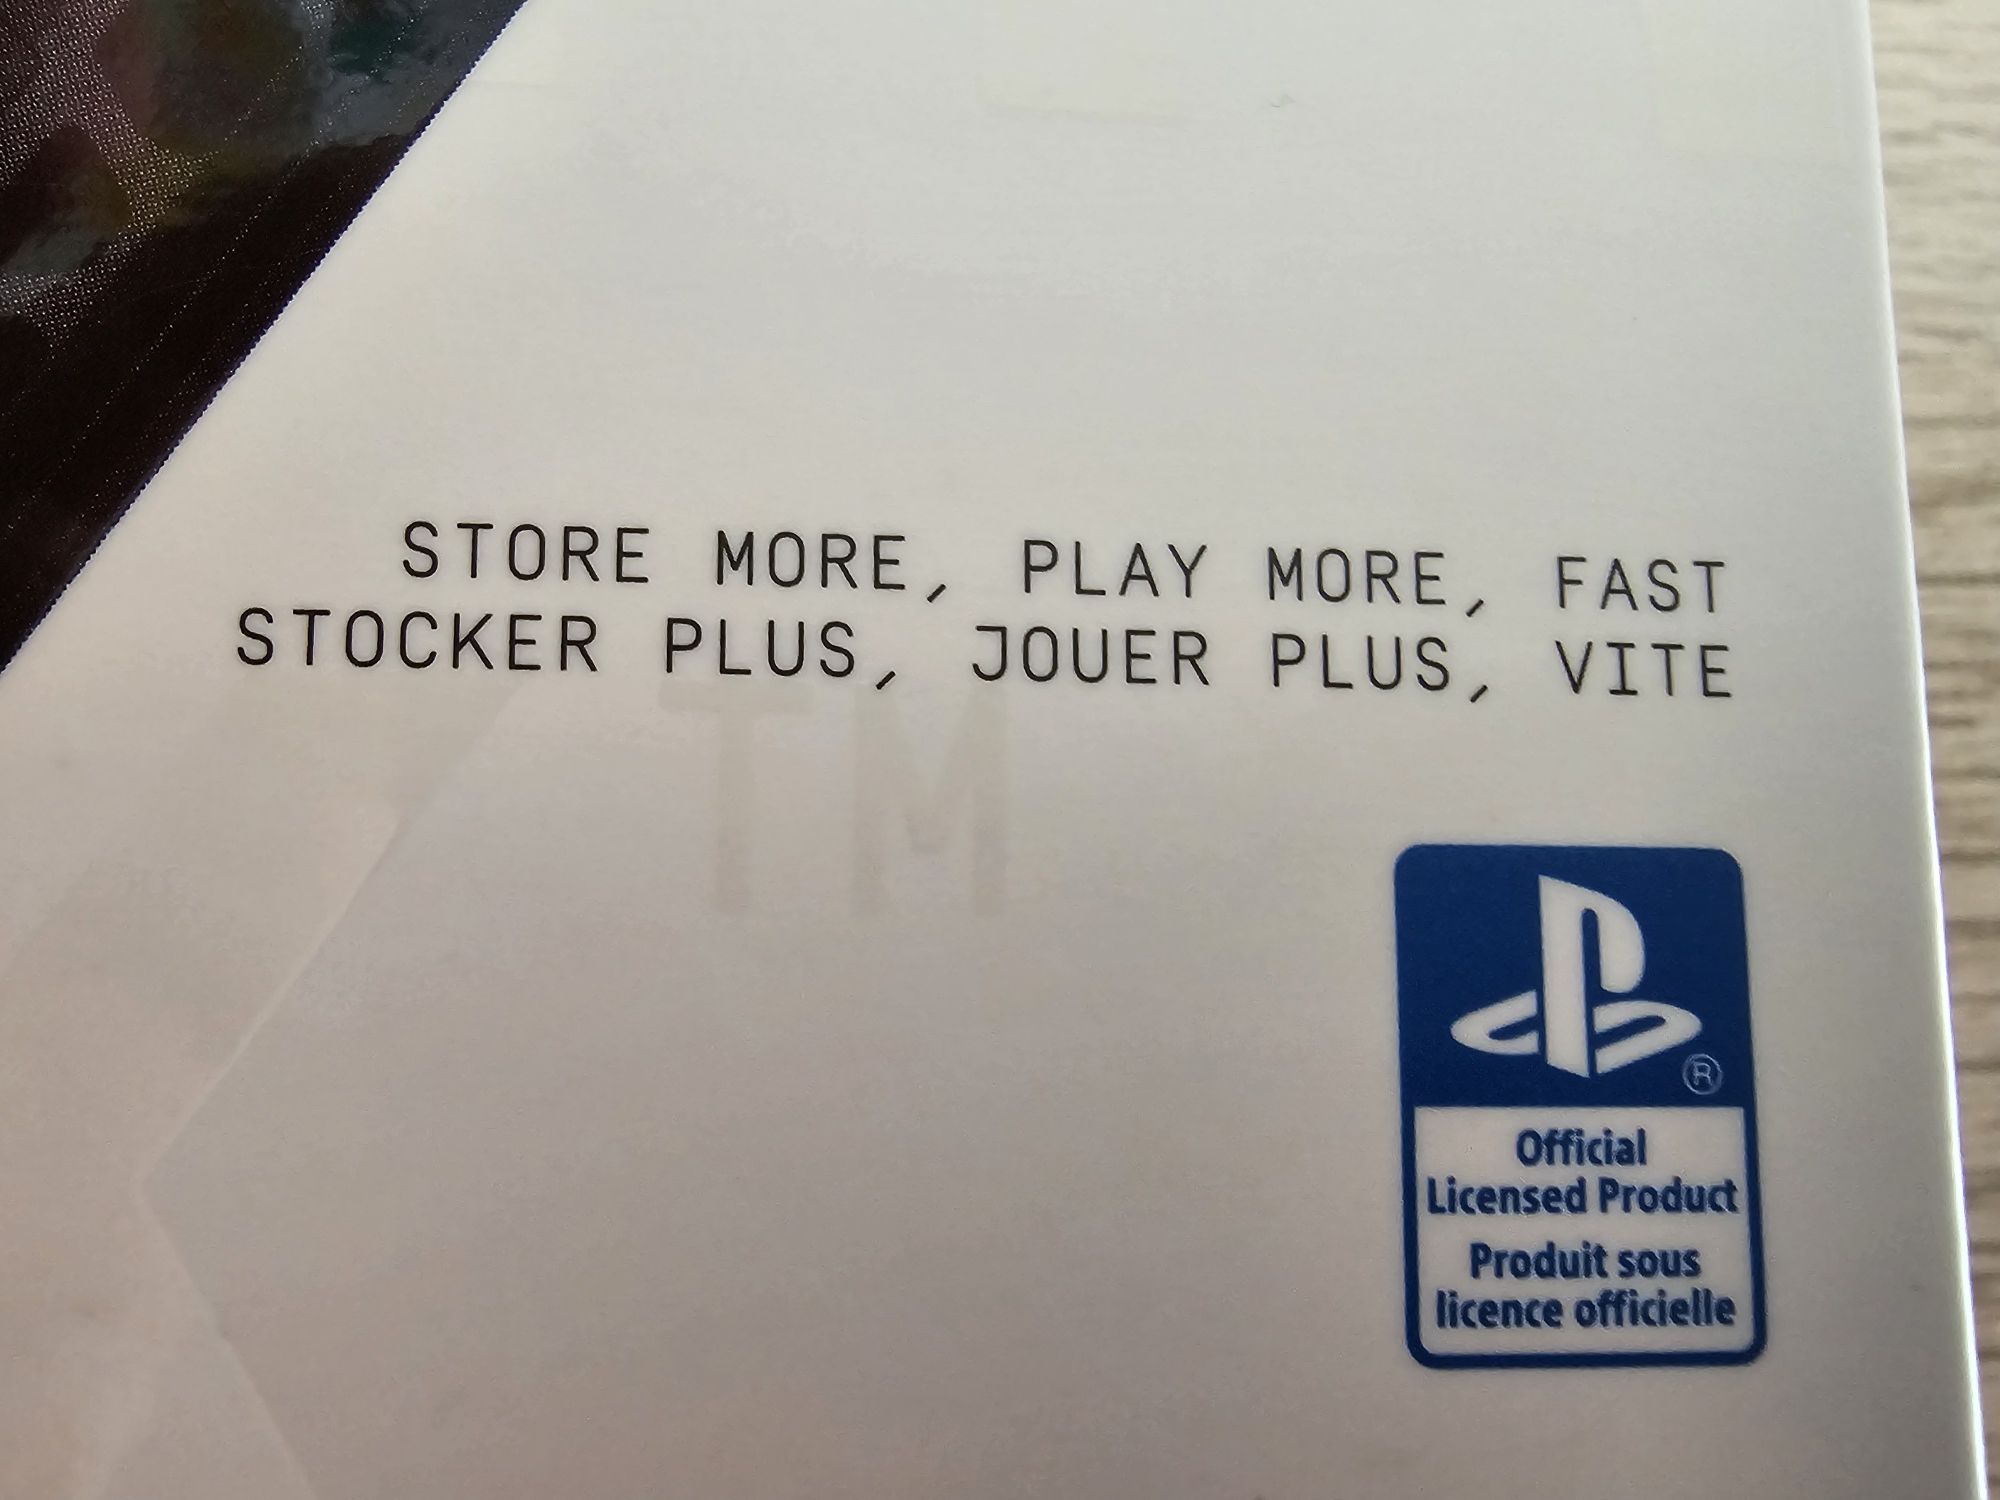 STORE MORE, PLAY MORE, FAST
STOCKER PLUS, JOUER PLUS, VITE
TM
®
Official
Licensed Product
Produit sous
licence officielle